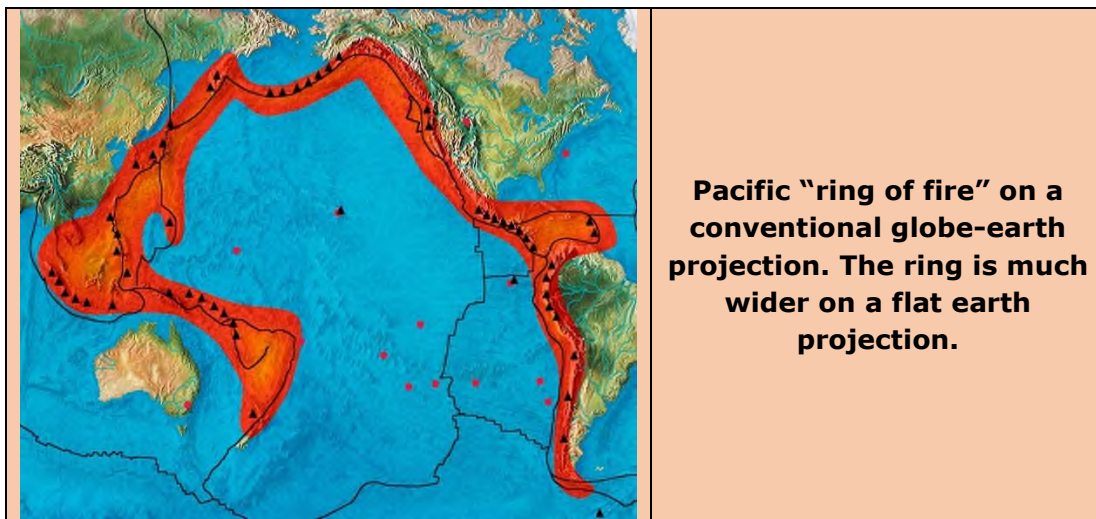 Pacific “ring of fire” on a
conventional globe-earth
projection. The ring is much
wider on a flat earth
projection.